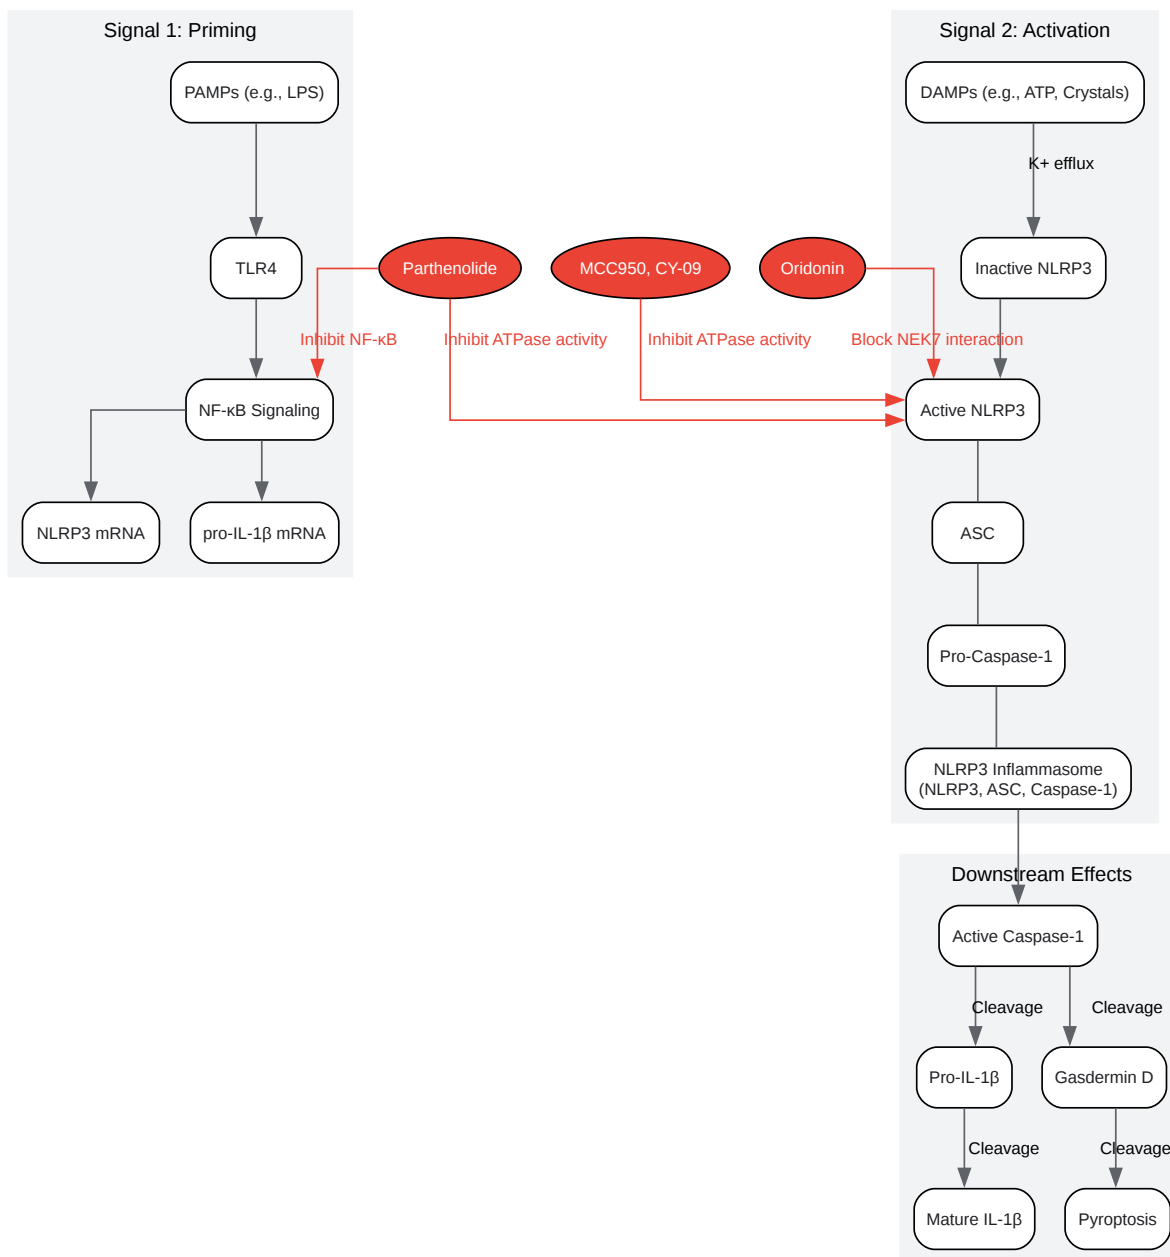 Signal 1: Priming
Signal 2: Activation
PAMPs (e.g., LPS)
DAMPs (e.g., ATP, Crystals)
K+ efflux
TLR4
Parthenolide
MCC950, CY-09
Oridonin
Inactive NLRP3
Inhibit NF-κB
Inhibit ATPase activity
Inhibit ATPase activity
Block NEK7 interaction
NF-κB Signaling
Active NLRP3
NLRP3 mRNA
pro-IL-1β mRNA
ASC
Pro-Caspase-1
NLRP3 Inflammasome
(NLRP3, ASC, Caspase-1)
Downstream Effects
Active Caspase-1
Cleavage
Cleavage
Pro-IL-1β
Gasdermin D
Cleavage
Cleavage
Mature IL-1β
Pyroptosis